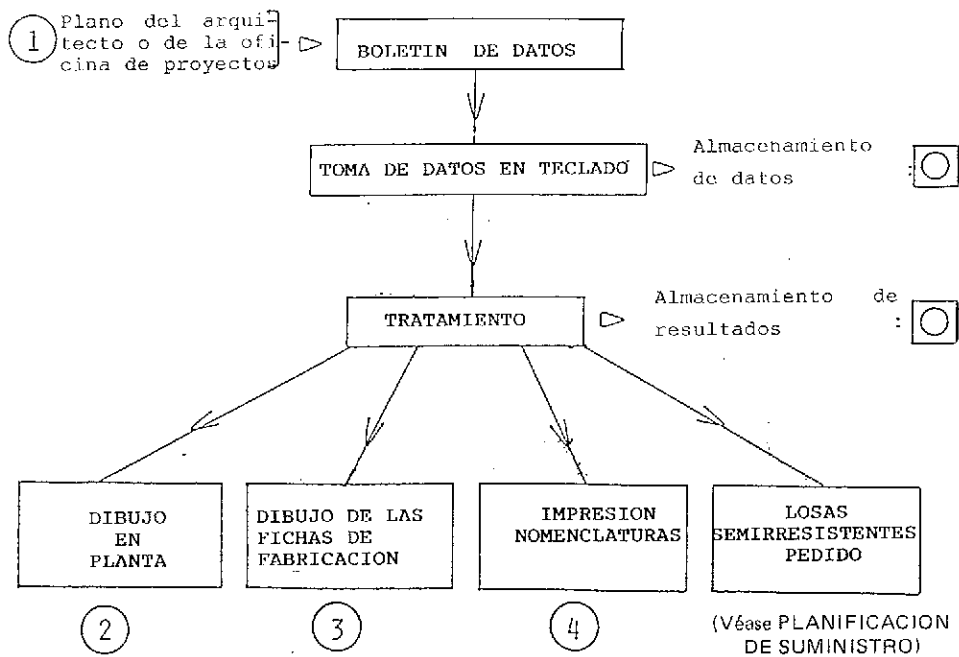 1
Plano del arqui-
tecto o de la ofi-
cina de proyectos
BOLETIN DE DATOS
TOMA DE DATOS EN TECLADO
Almacenamiento
de datos :
TRATAMIENTO
Almacenamiento de
resultados :
DIBUJO
EN
PLANTA
DIBUJO DE LAS
FICHAS DE
FABRICACION
IMPRESION
NOMENCLATURAS
LOSAS
SEMIRRESISTENTES
PEDIDO
2
3
4
(Véase PLANIFICACION
DE SUMINISTRO)